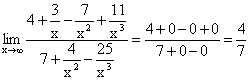 lim x→∞ (4 + 3/x − 7/x² + 11/x³) / (7 + 4/x² − 25/x³) = (4+0−0+0) / (7+0−0) = 4/7